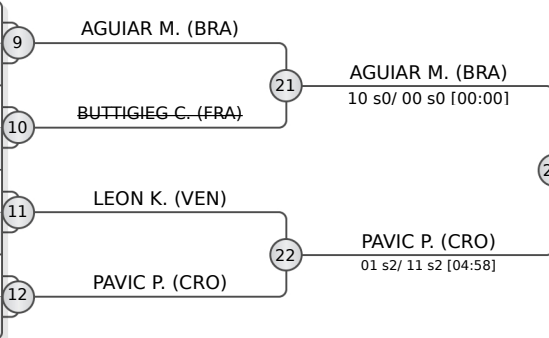 9
AGUIAR M. (BRA)
10
BUTTIGIEG C. (FRA)
21
AGUIAR M. (BRA)
10 s0/ 00 s0 [00:00]
11
LEON K. (VEN)
12
PAVIC P. (CRO)
22
PAVIC P. (CRO)
01 s2/ 11 s2 [04:58]